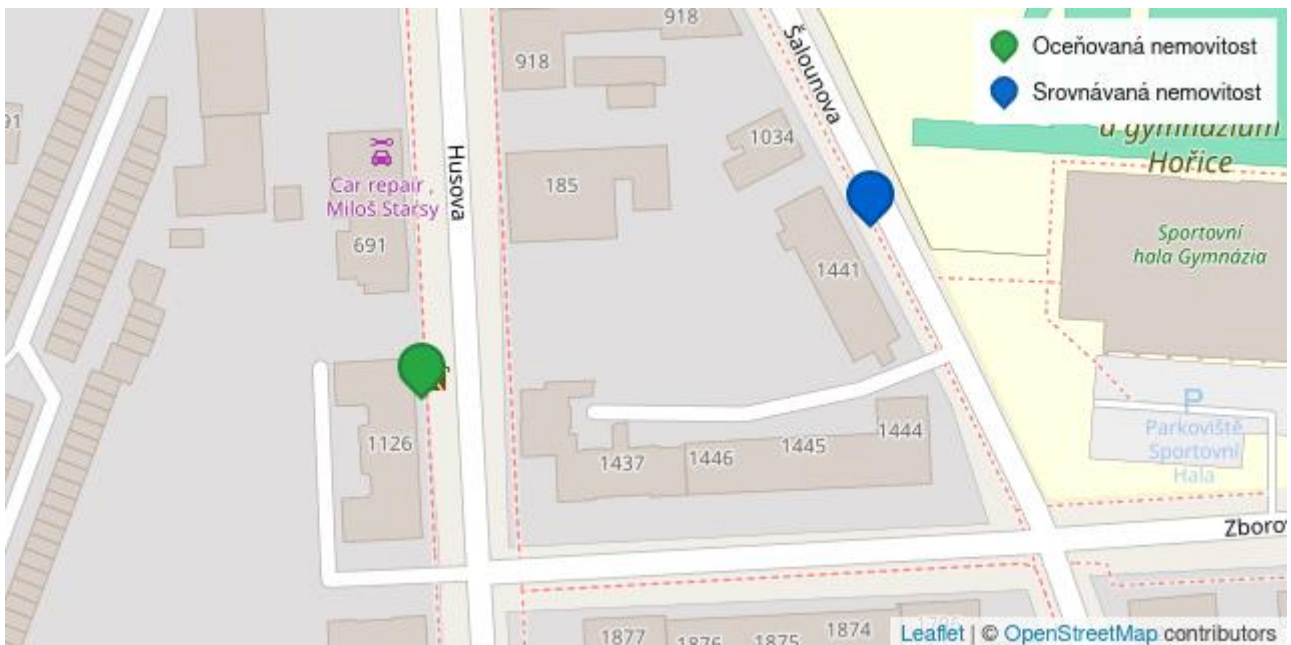 918
918
Šalounova
Oceňovaná nemovitost
Srovnávaná nemovitost
a gymnázium
Hořice
91
Car repair ,
Miloš Starsy
Husova
185
1034
691
1441
Sportovní
hala Gymnázia
1126
1437
1446
1445
1444
P
Parkoviště
Sportovní
Hala
1877
1876
1875
1874
Leaflet | © OpenStreetMap contributors